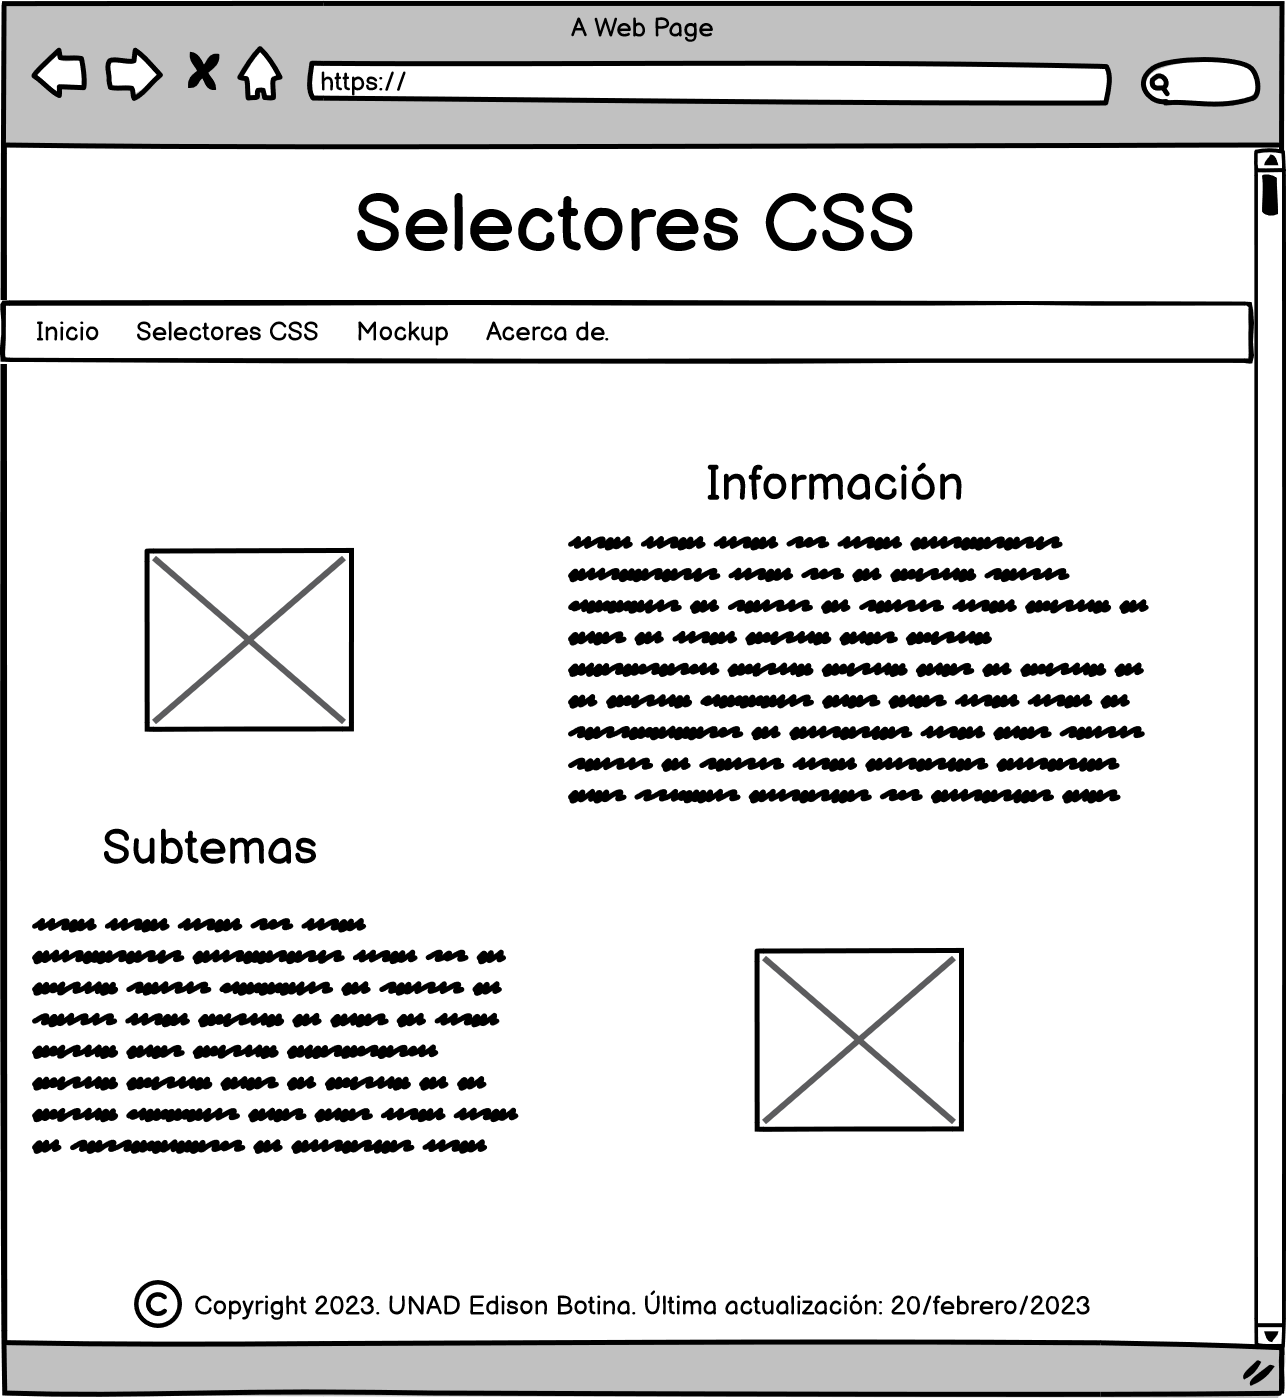 A Web Page
https://
Selectores CSS
Inicio Selectores CSS Mockup Acerca de.
Información
Subtemas
© Copyright 2023. UNAD Edison Botina. Última actualización: 20/febrero/2023